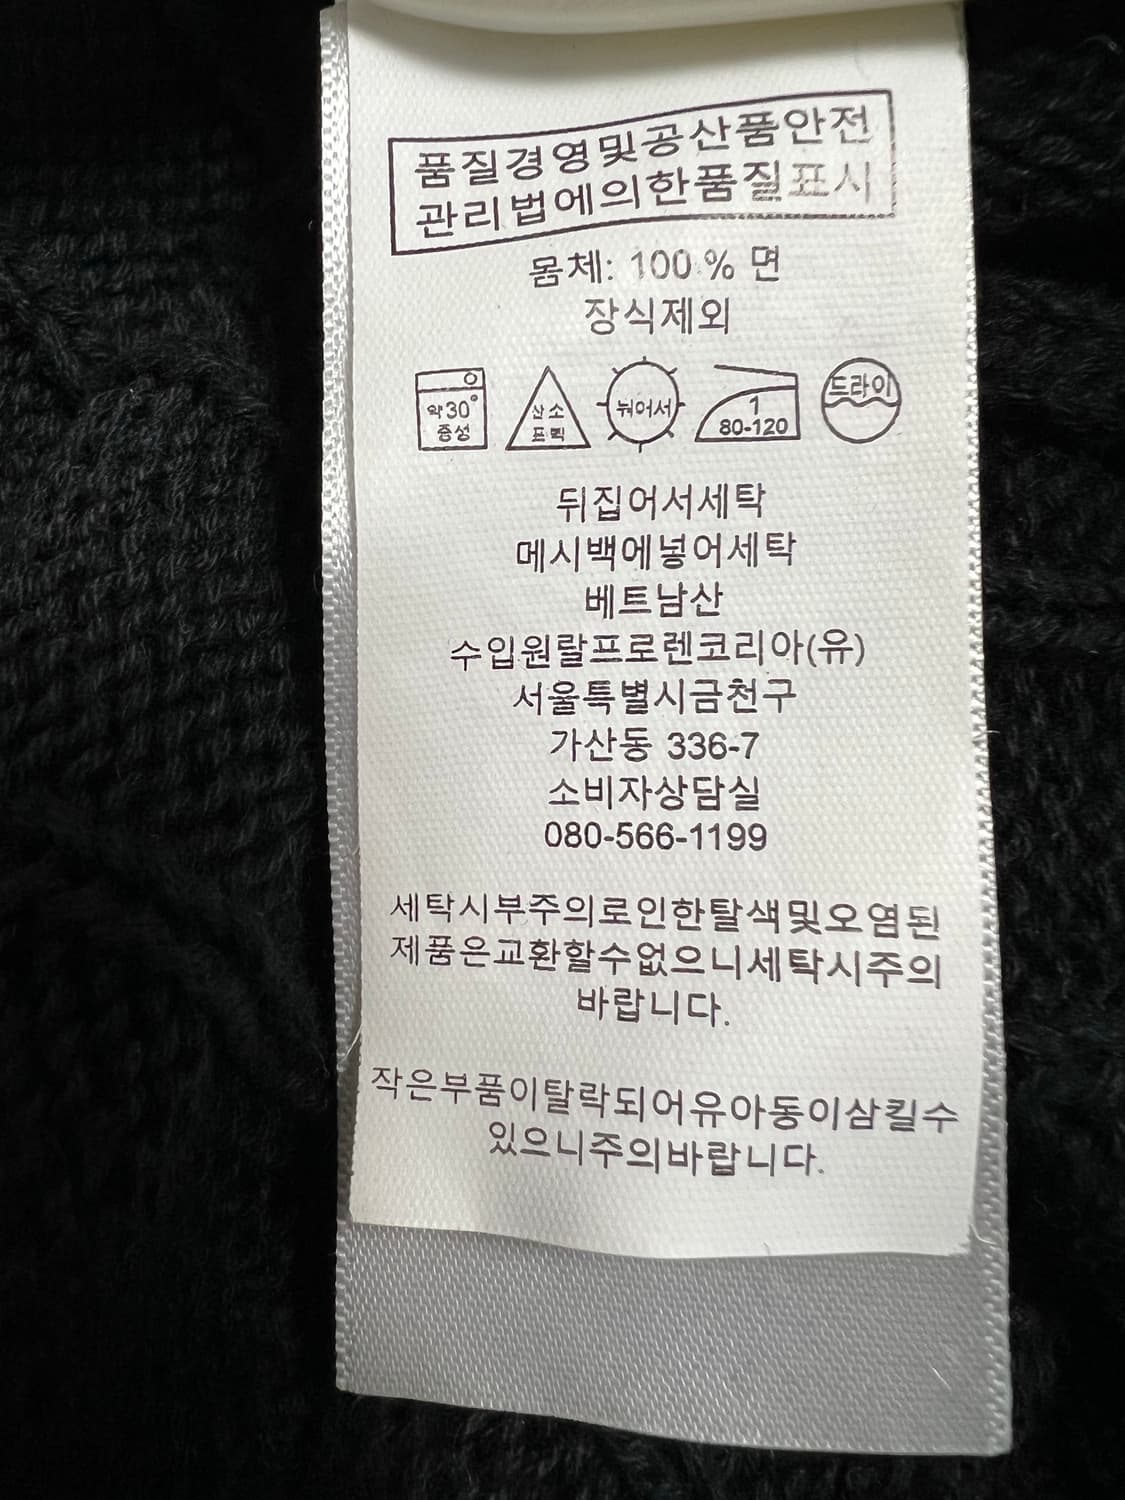 품질경영및공산품안전
관리법에의한품질표시
몸체: 100 % 면
장식제외
약30°
중성
산소
표백
뉘어서
1
80-120
드라이
뒤집어서세탁
메시백에넣어세탁
베트남산
수입원랄프로렌코리아(유)
서울특별시금천구
가산동 336-7
소비자상담실
080-566-1199
세탁시부주의로인한탈색및오염된
제품은교환할수없으니세탁시주의
바랍니다.
작은부품이탈락되어유아동이삼킬수
있으니주의바랍니다.